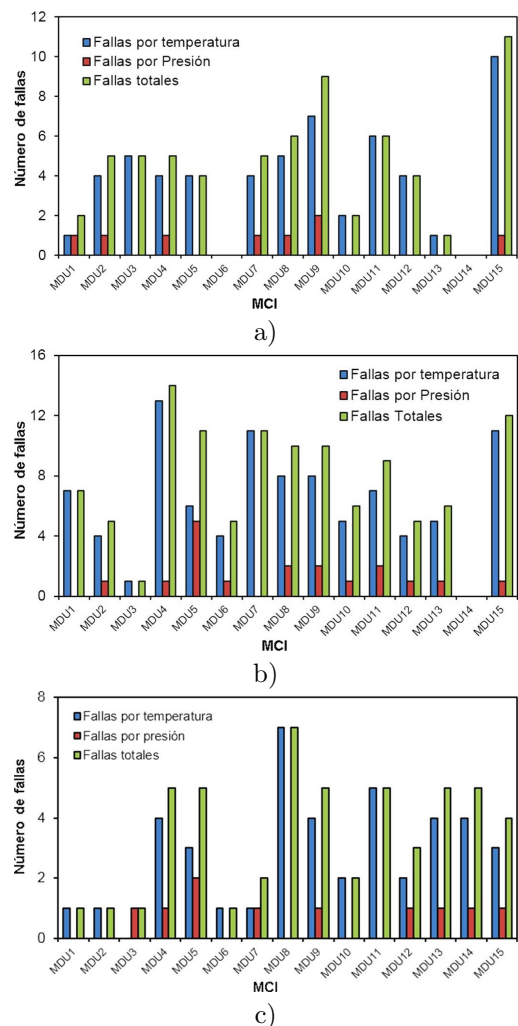 12
10
8
6
4
2
0
Número de fallas
Fallas por temperatura
Fallas por Presión
Fallas totales
MDU1 MDU2 MDU3 MDU4 MDU5 MDU6 MDU7 MDU8 MDU9 MDU10 MDU11 MDU12 MDU13 MDU14 MDU15
MCI
a)
16
12
8
4
0
Número de fallas
Fallas por temperatura
Fallas por Presión
Fallas Totales
MDU1 MDU2 MDU3 MDU4 MDU5 MDU6 MDU7 MDU8 MDU9 MDU10 MDU11 MDU12 MDU13 MDU14 MDU15
MCI
b)
8
6
4
2
0
Número de fallas
Fallas por temperatura
Fallas por presión
Fallas totales
MDU1 MDU2 MDU3 MDU4 MDU5 MDU6 MDU7 MDU8 MDU9 MDU10 MDU11 MDU12 MDU13 MDU14 MDU15
MCI
c)